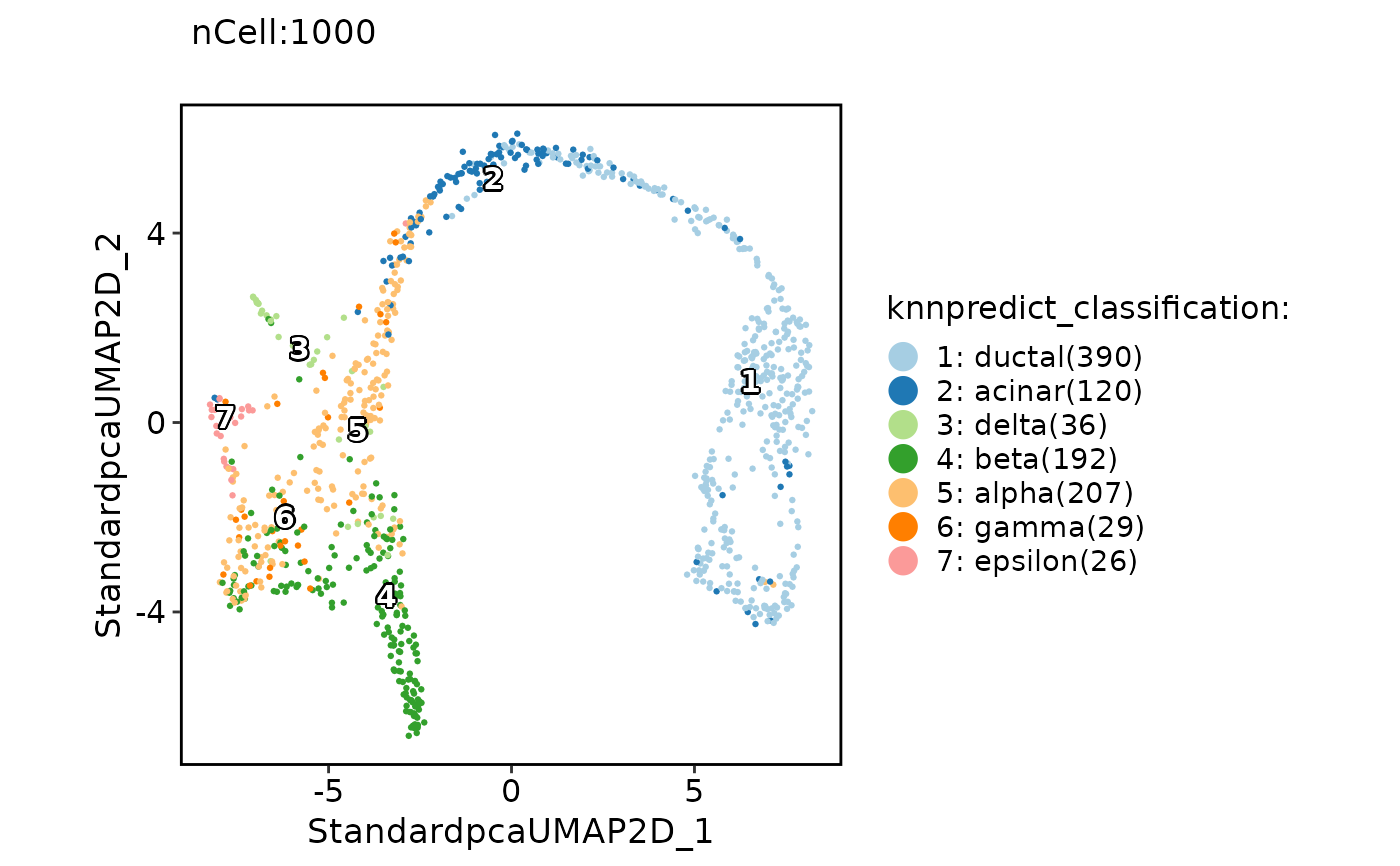 nCell:1000
StandardpcaUMAP2D_2
4
0
-4
-5
0
5
StandardpcaUMAP2D_1
1
2
3
4
5
6
7
knnpredict_classification:
1: ductal(390)
2: acinar(120)
3: delta(36)
4: beta(192)
5: alpha(207)
6: gamma(29)
7: epsilon(26)